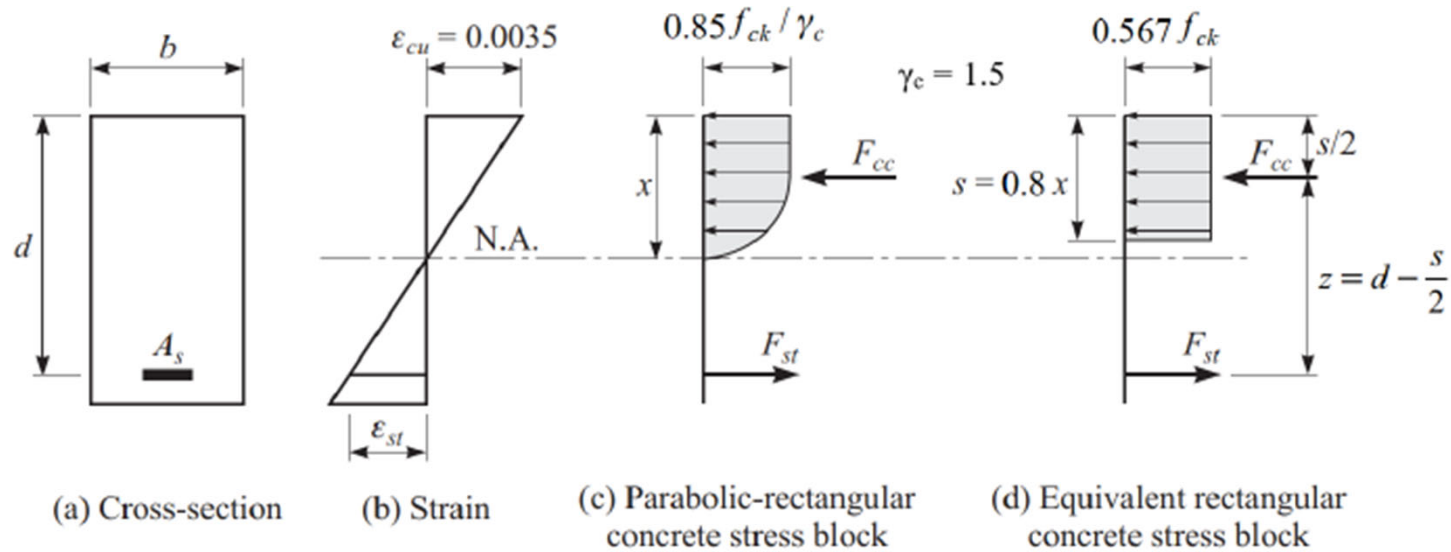 b
d
A_s
(a) Cross-section
ε_cu = 0.0035
N.A.
ε_st
(b) Strain
0.85 f_ck / γ_c
γ_c = 1.5
x
F_cc
F_st
(c) Parabolic-rectangular
concrete stress block
0.567 f_ck
s = 0.8 x
F_cc
s/2
z = d − s/2
F_st
(d) Equivalent rectangular
concrete stress block